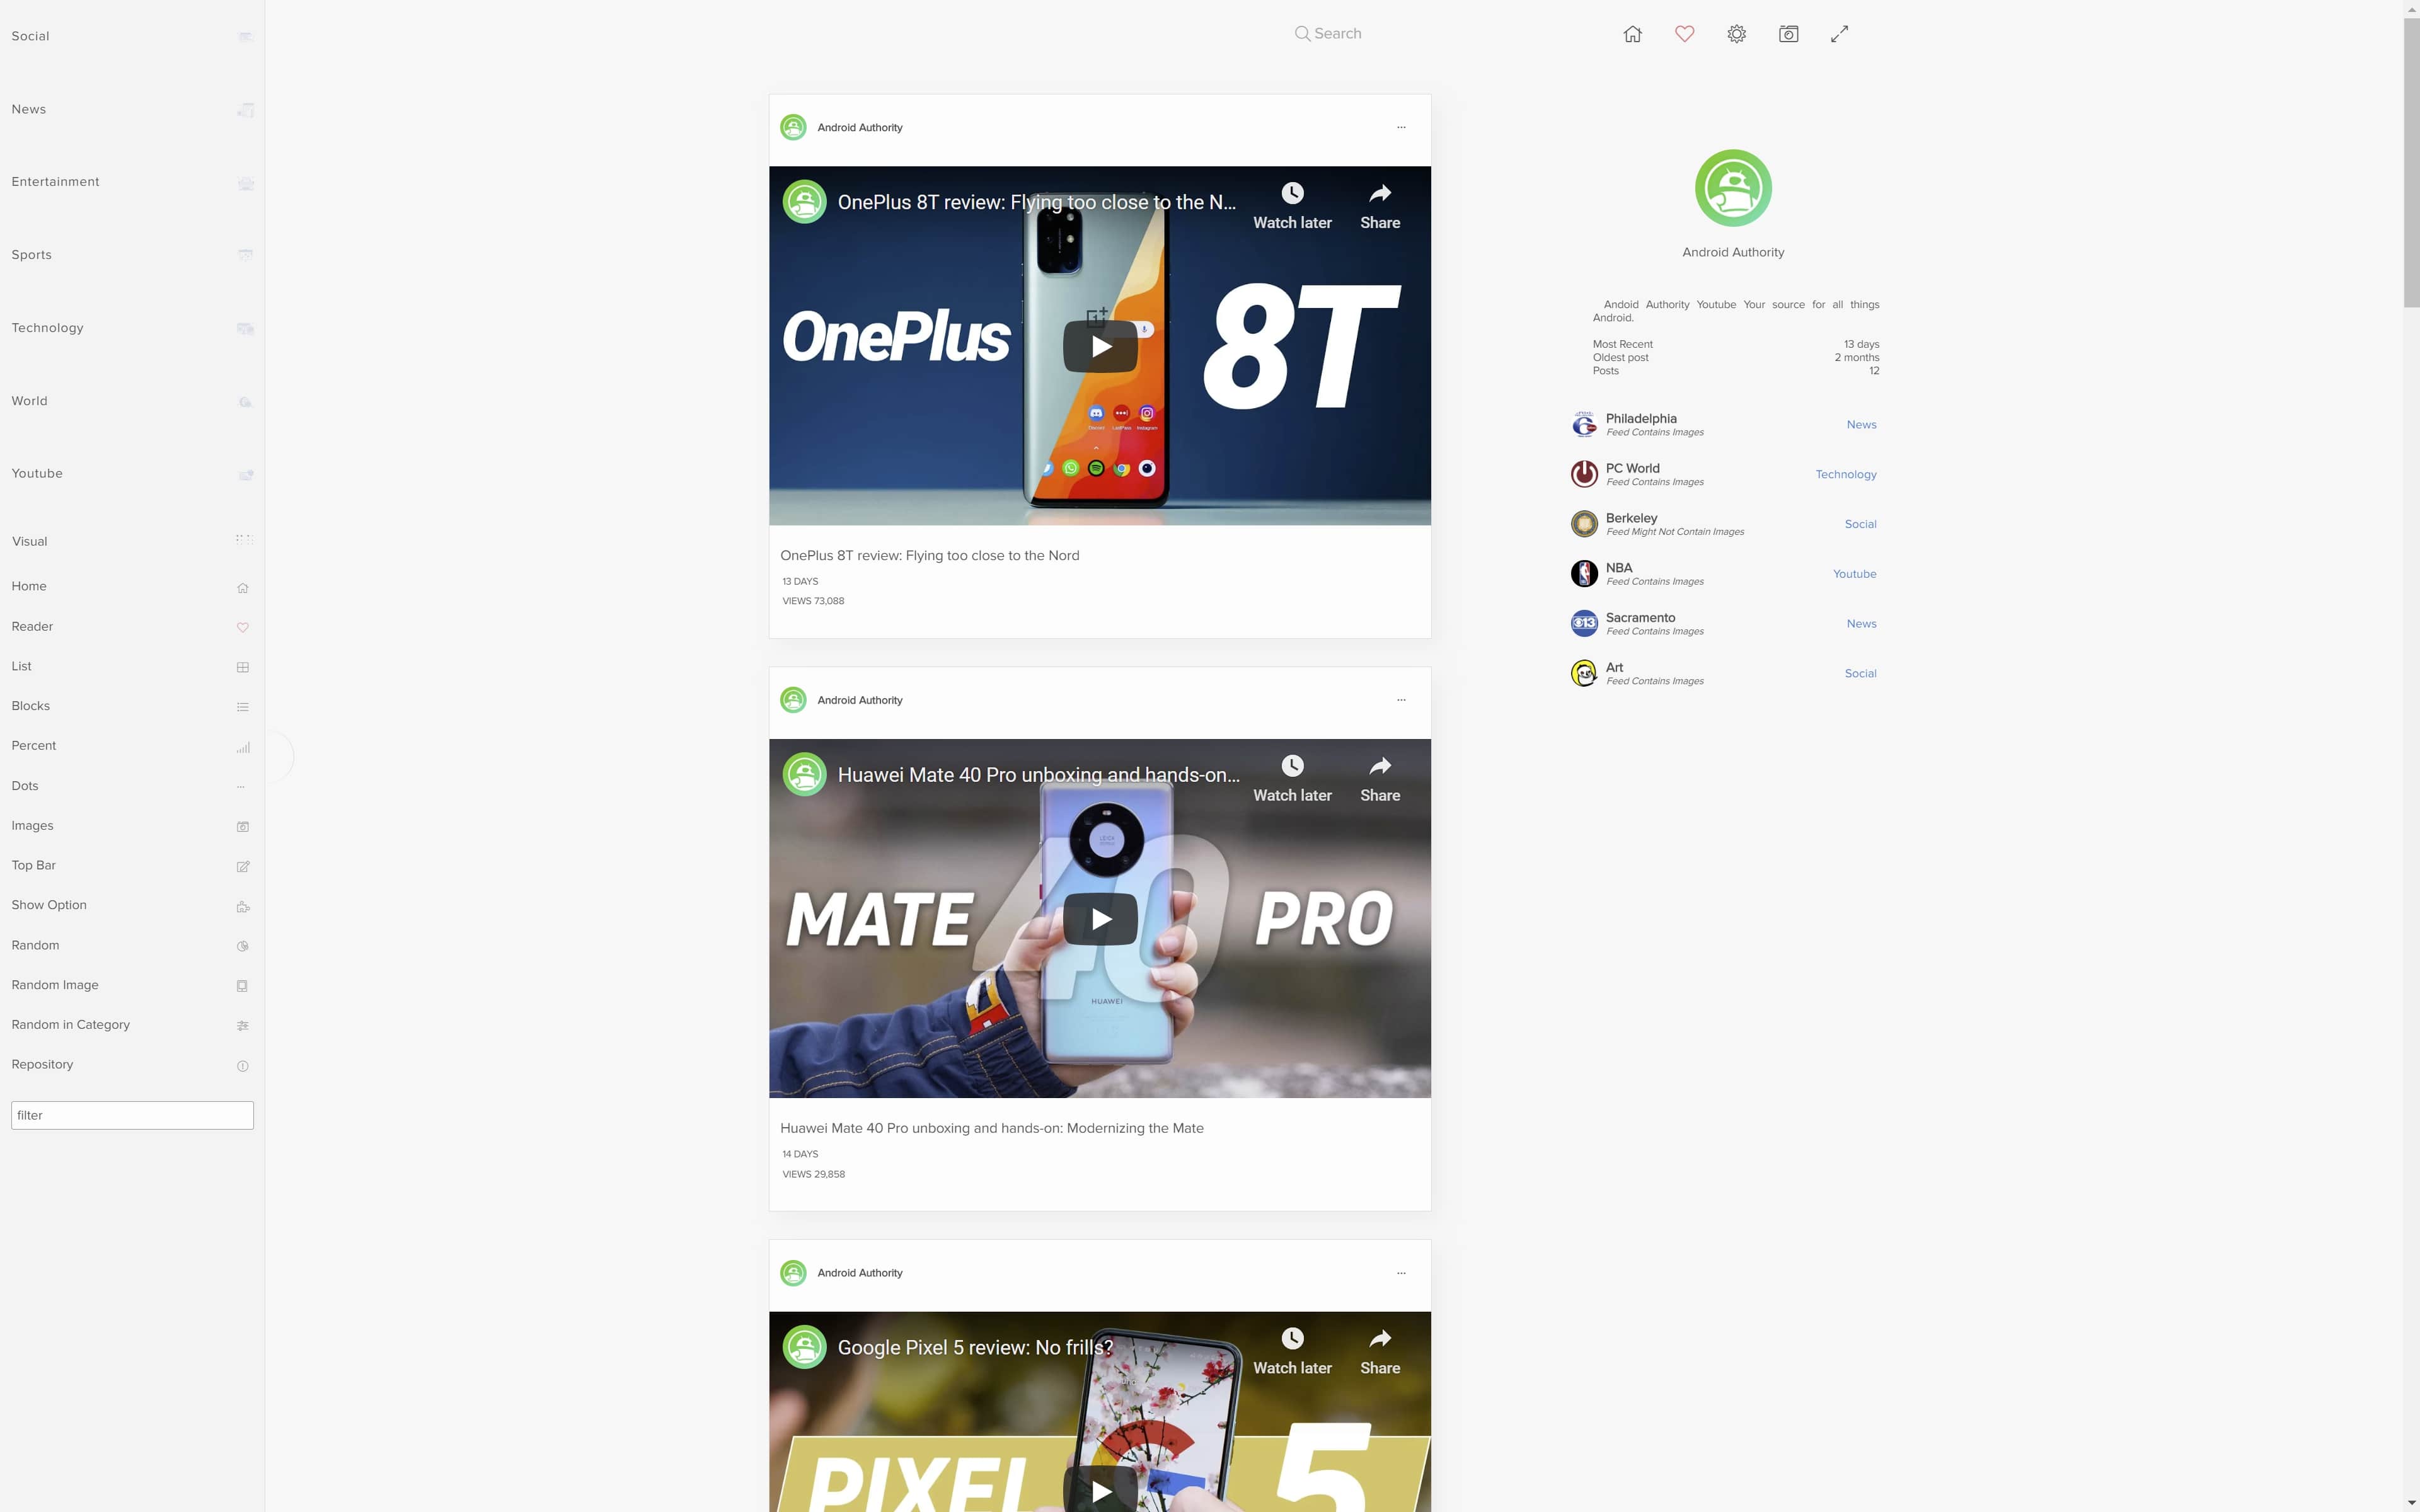 Social
News
Entertainment
Sports
Technology
World
Youtube
Visual
Home
Reader
List
Blocks
Percent
Dots
Images
Top Bar
Show Option
Random
Random Image
Random in Category
Repository
filter
Search
Android Authority
OnePlus 8T review: Flying too close to the N...
Watch later
Share
OnePlus 8T
OnePlus 8T review: Flying too close to the Nord
13 DAYS
VIEWS 73,088
Android Authority
Huawei Mate 40 Pro unboxing and hands-on...
Watch later
Share
MATE 40 PRO
HUAWEI
Huawei Mate 40 Pro unboxing and hands-on: Modernizing the Mate
14 DAYS
VIEWS 29,858
Android Authority
Google Pixel 5 review: No frills?
Watch later
Share
PIXEL 5
Android Authority
Andoid Authority Youtube Your source for all things
Android.
Most Recent 13 days
Oldest post 2 months
Posts 12
Philadelphia
Feed Contains Images
News
PC World
Feed Contains Images
Technology
Berkeley
Feed Might Not Contain Images
Social
NBA
Feed Contains Images
Youtube
Sacramento
Feed Contains Images
News
Art
Feed Contains Images
Social